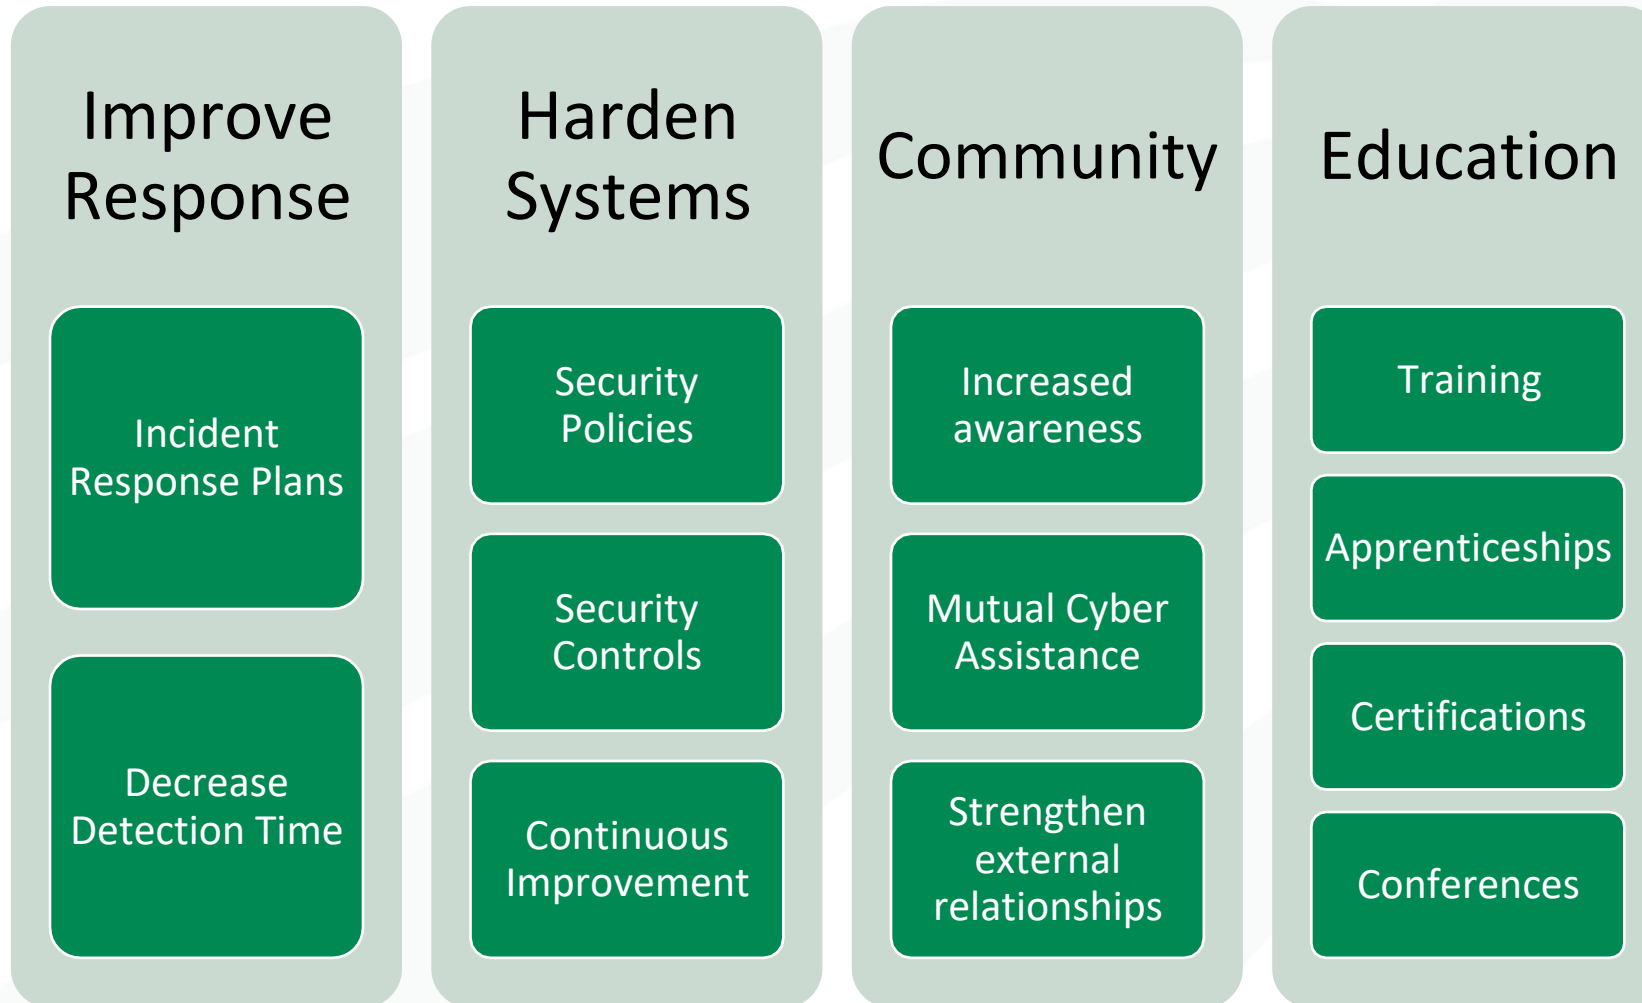 Improve
Response
Incident
Response Plans
Decrease
Detection Time
Harden
Systems
Security
Policies
Security
Controls
Continuous
Improvement
Community
Increased
awareness
Mutual Cyber
Assistance
Strengthen
external
relationships
Education
Training
Apprenticeships
Certifications
Conferences